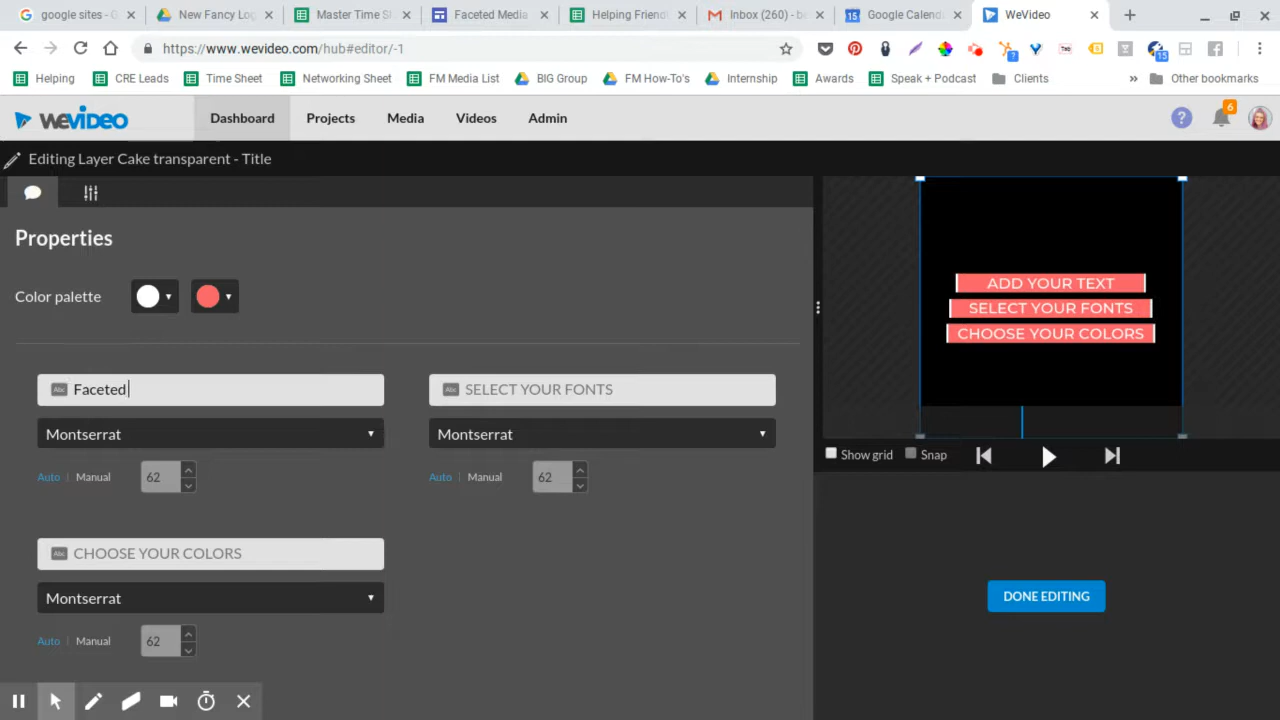 google sites - G
New Fancy Log
Master Time S
Faceted Media
Helping Friend
Inbox (260) - be
Google Calend
WeVideo
https://www.wevideo.com/hub#editor/-1
Helping
CRE Leads
Time Sheet
Networking Sheet
FM Media List
BIG Group
FM How-To's
Internship
Awards
Speak + Podcast
Clients
»
Other bookmarks
WEVIDEO
Dashboard
Projects
Media
Videos
Admin
6
Editing Layer Cake transparent - Title
Properties
Color palette
Abc Faceted
Abc SELECT YOUR FONTS
Montserrat
Montserrat
Auto | Manual 62
Auto | Manual 62
Abc CHOOSE YOUR COLORS
Montserrat
Auto | Manual 62
ADD YOUR TEXT
SELECT YOUR FONTS
CHOOSE YOUR COLORS
Show grid
Snap
DONE EDITING